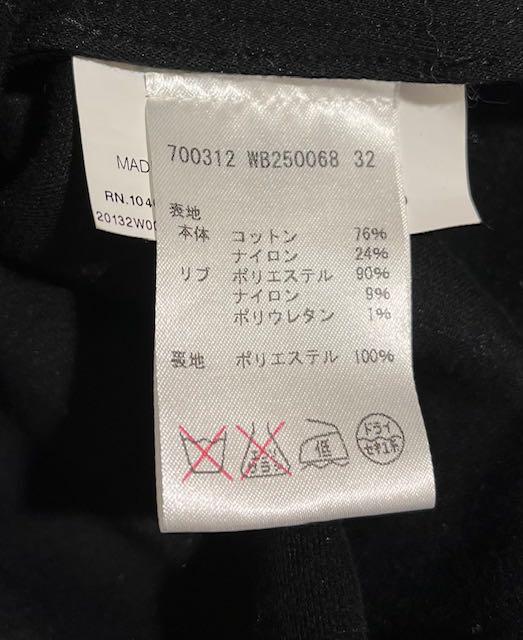 700312 WB250068 32
MAD
RN.104
20132W0
表地
本体 コットン 76%
ナイロン 24%
リブ ポリエステル 90%
ナイロン 9%
ポリウレタン 1%
裏地 ポリエステル 100%
低
ドライ
セキユ系